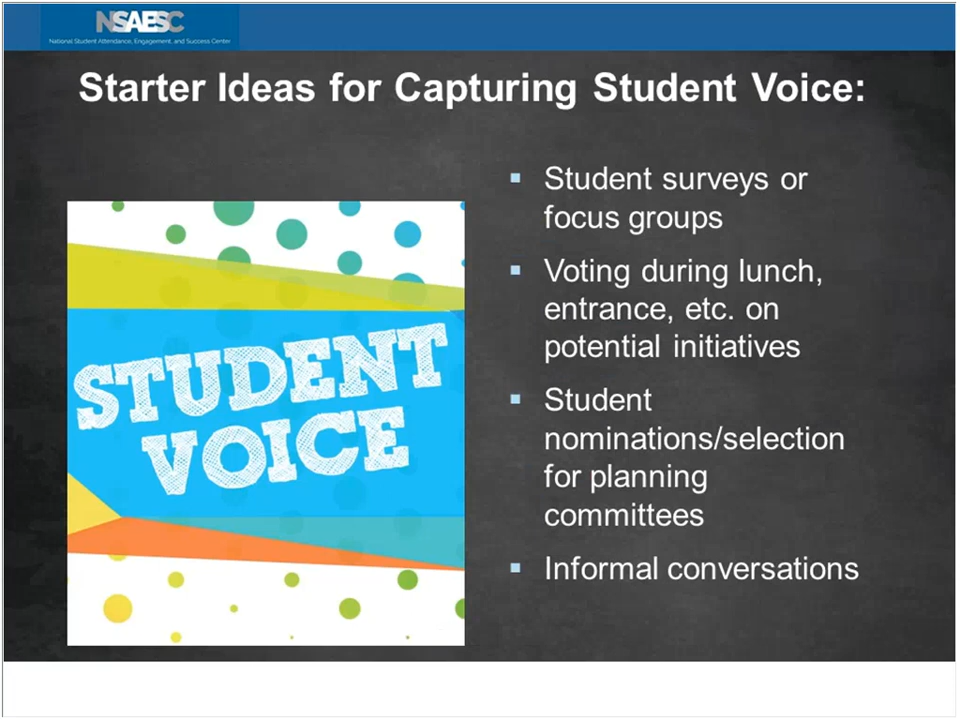 NSAESC
National Student Attendance, Engagement, and Success Center
Starter Ideas for Capturing Student Voice:
STUDENT
VOICE
▪ Student surveys or
focus groups
▪ Voting during lunch,
entrance, etc. on
potential initiatives
▪ Student
nominations/selection
for planning
committees
▪ Informal conversations